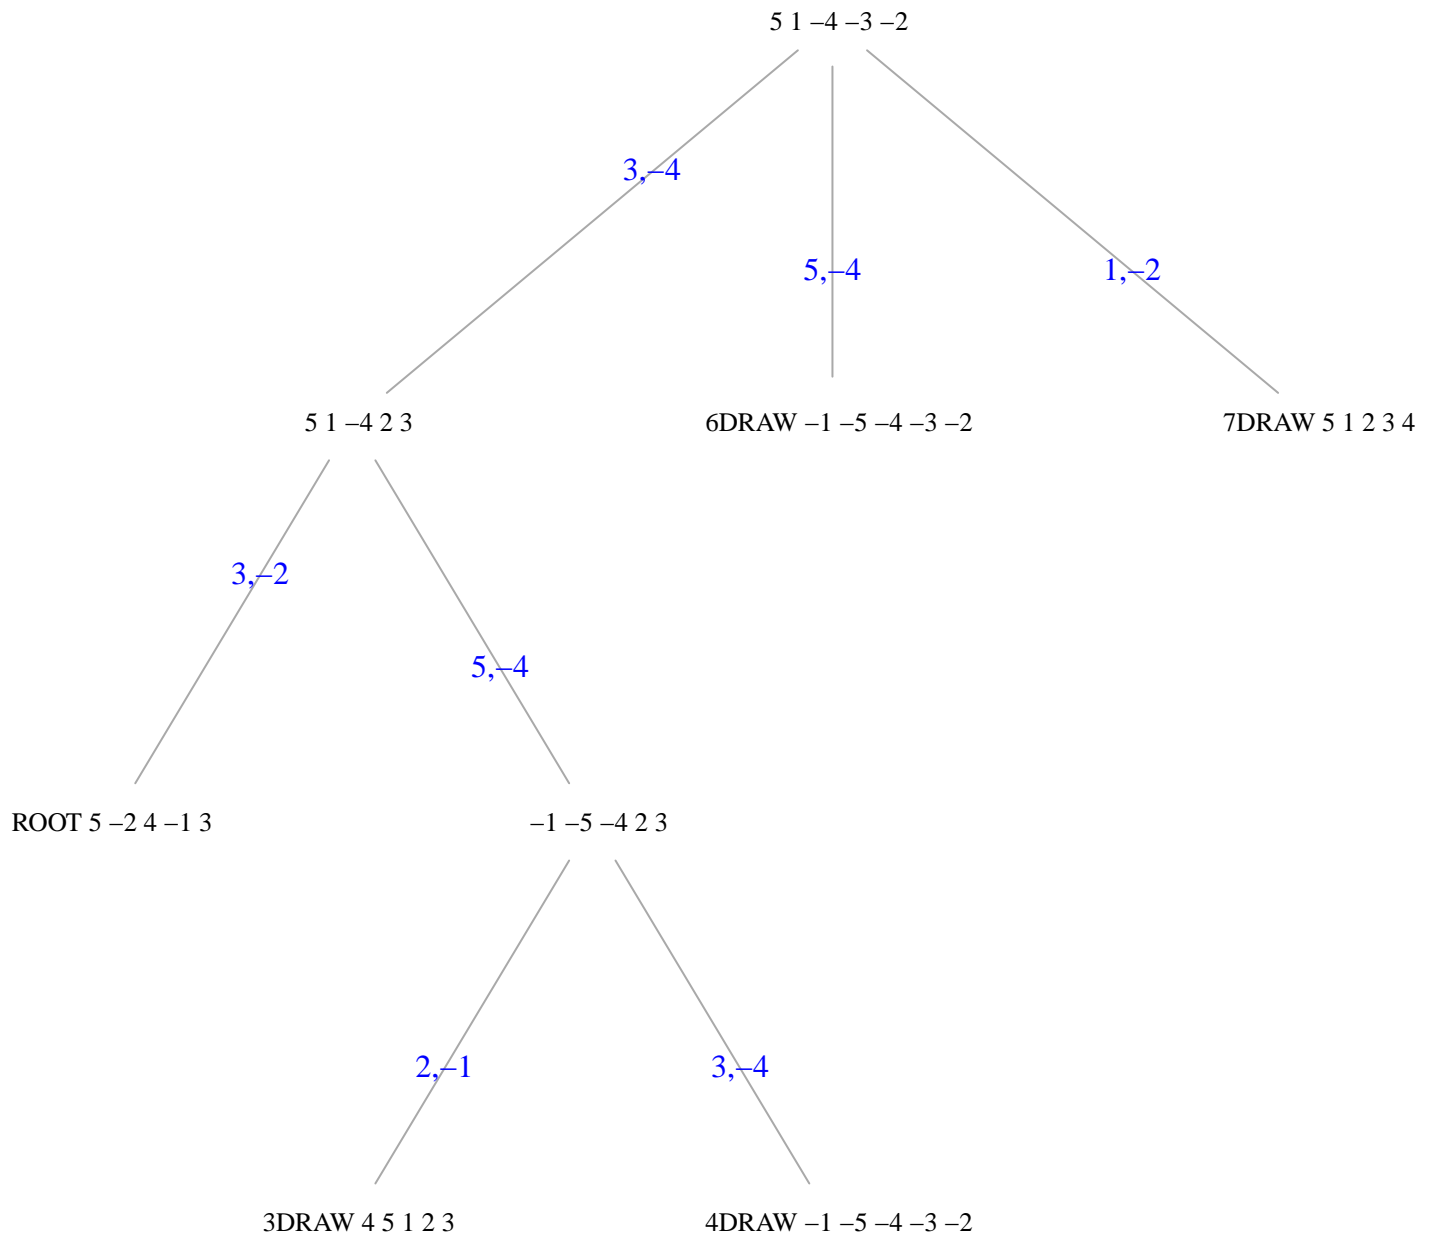 5 1 –4 –3 –2
3,–4
5,–4
1,–2
5 1 –4 2 3
6DRAW –1 –5 –4 –3 –2
7DRAW 5 1 2 3 4
3,–2
5,–4
ROOT 5 –2 4 –1 3
–1 –5 –4 2 3
2,–1
3,–4
3DRAW 4 5 1 2 3
4DRAW –1 –5 –4 –3 –2